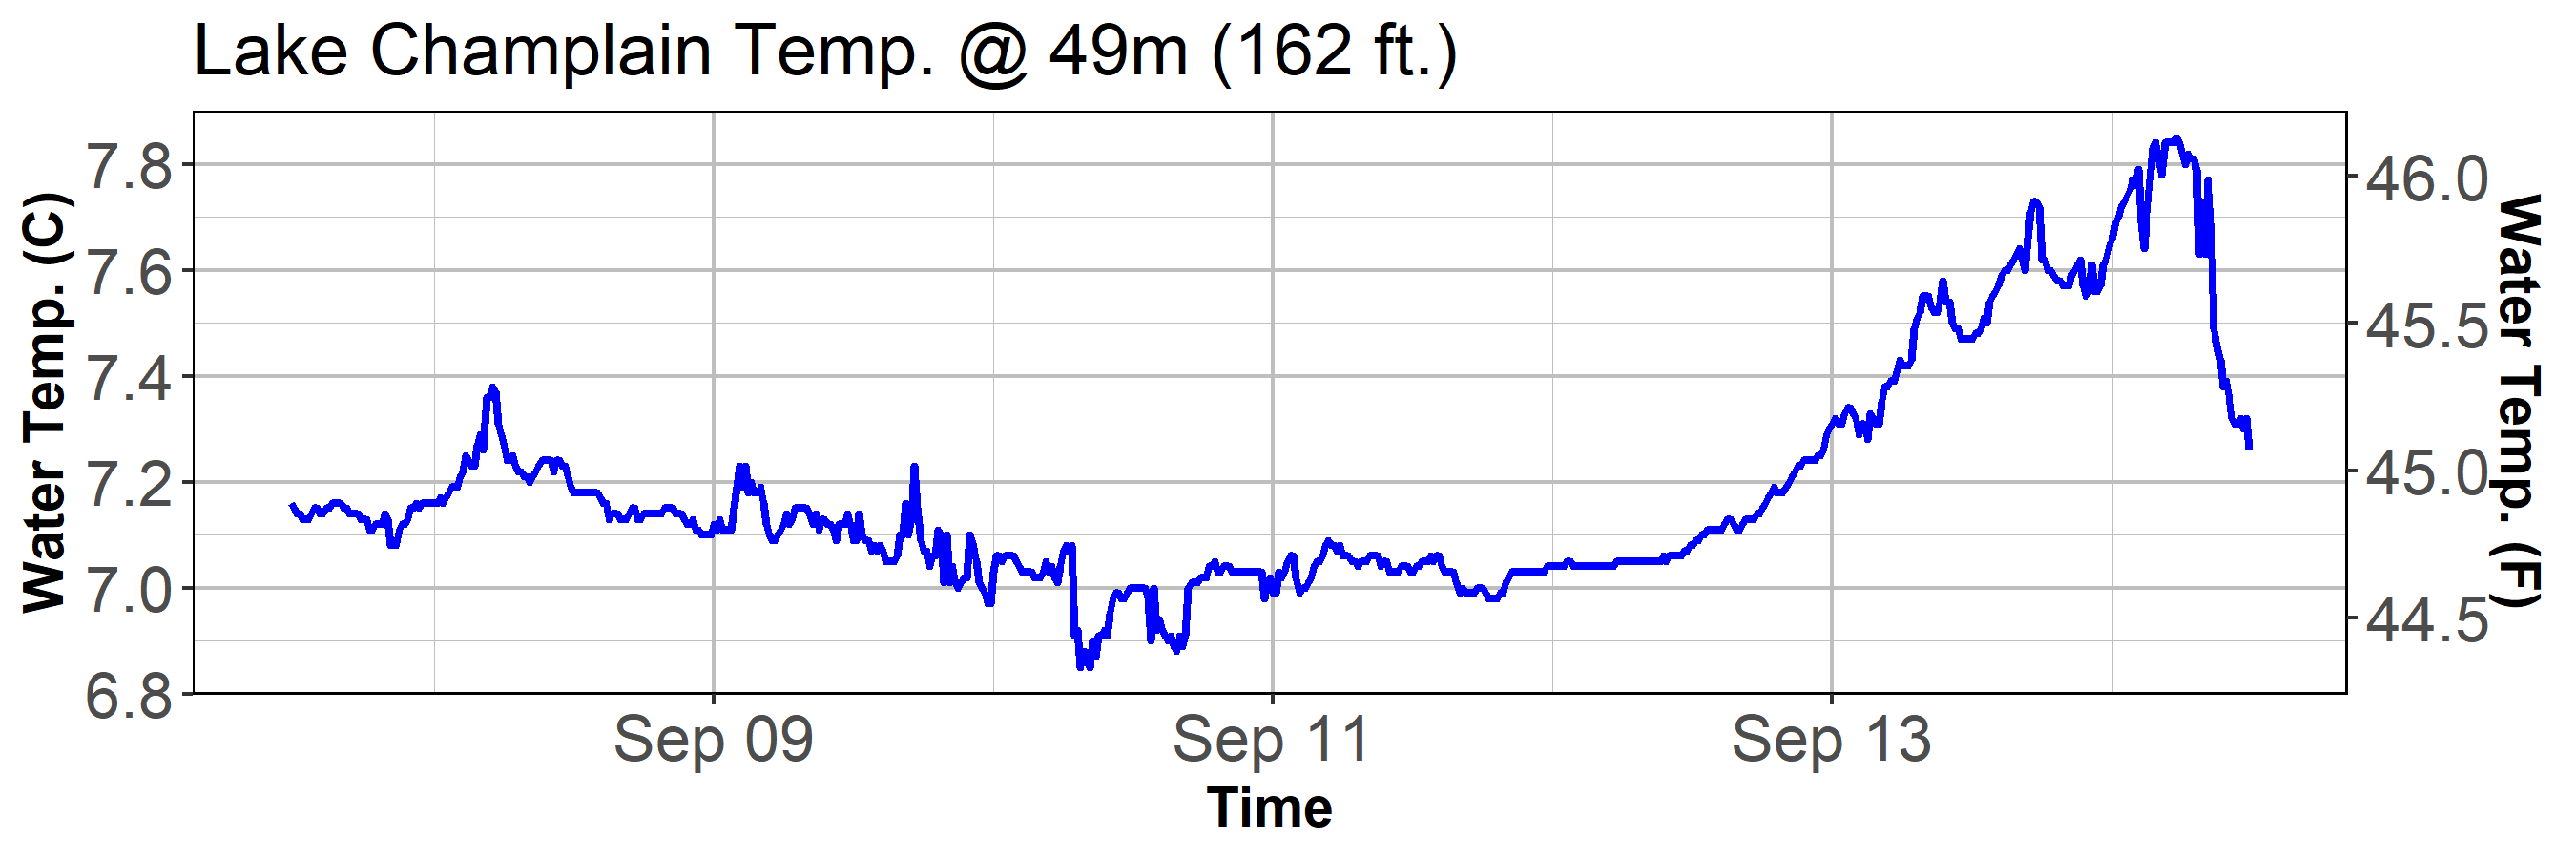 Lake Champlain Temp. @ 49m (162 ft.)
Water Temp. (C)
7.8
7.6
7.4
7.2
7.0
6.8
46.0
45.5
45.0
44.5
Water Temp. (F)
Sep 09 Sep 11 Sep 13
Time